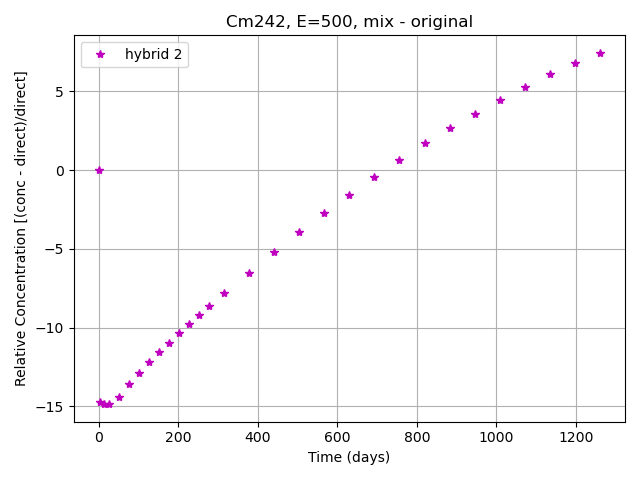 Cm242, E=500, mix - original
hybrid 2
Relative Concentration [(conc - direct)/direct]
5
0
−5
−10
−15
0 200 400 600 800 1000 1200
Time (days)